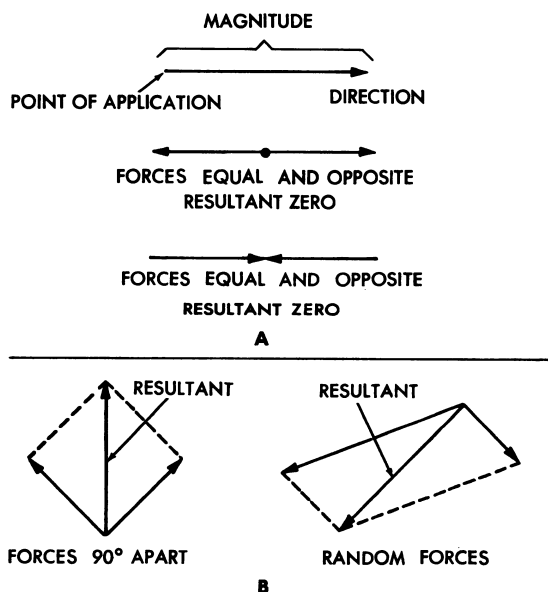 MAGNITUDE
POINT OF APPLICATION
DIRECTION
FORCES EQUAL AND OPPOSITE
RESULTANT ZERO
FORCES EQUAL AND OPPOSITE
RESULTANT ZERO
A
RESULTANT
FORCES 90° APART
RESULTANT
RANDOM FORCES
B